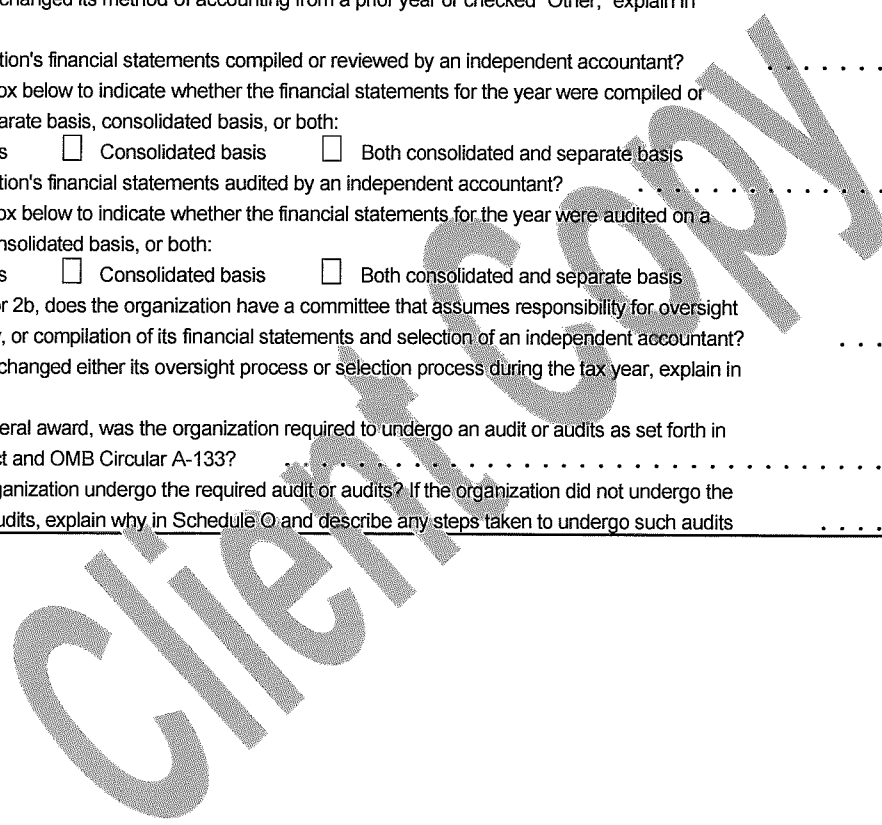 changed its method of accounting from a prior year or checked "Other," explain in
tion's financial statements compiled or reviewed by an independent accountant? . . . . . .
ox below to indicate whether the financial statements for the year were compiled or
arate basis, consolidated basis, or both:
s ☐ Consolidated basis ☐ Both consolidated and separate basis
tion's financial statements audited by an independent accountant? . . . . . . . . . . . . . .
ox below to indicate whether the financial statements for the year were audited on a
nsolidated basis, or both:
s ☐ Consolidated basis ☐ Both consolidated and separate basis
r 2b, does the organization have a committee that assumes responsibility for oversight
, or compilation of its financial statements and selection of an independent accountant? . . .
changed either its oversight process or selection process during the tax year, explain in
eral award, was the organization required to undergo an audit or audits as set forth in
t and OMB Circular A-133? . . . . . . . . . . . . . . . . . . . . . . . . . . . . . . . . . .
ganization undergo the required audit or audits? If the organization did not undergo the
udits, explain why in Schedule O and describe any steps taken to undergo such audits . . . .
Client Copy